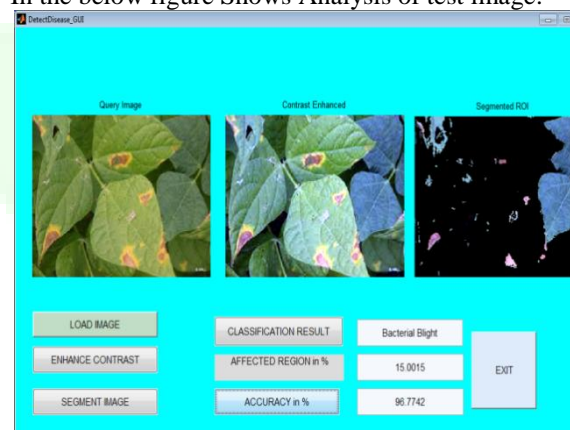 In the below figure Shows Analysis of test image.
DetectDisease_GUI
Query Image
Contrast Enhanced
Segmented ROI
LOAD IMAGE
CLASSIFICATION RESULT
Bacterial Blight
ENHANCE CONTRAST
AFFECTED REGION in %
15.0015
EXIT
SEGMENT IMAGE
ACCURACY in %
96.7742